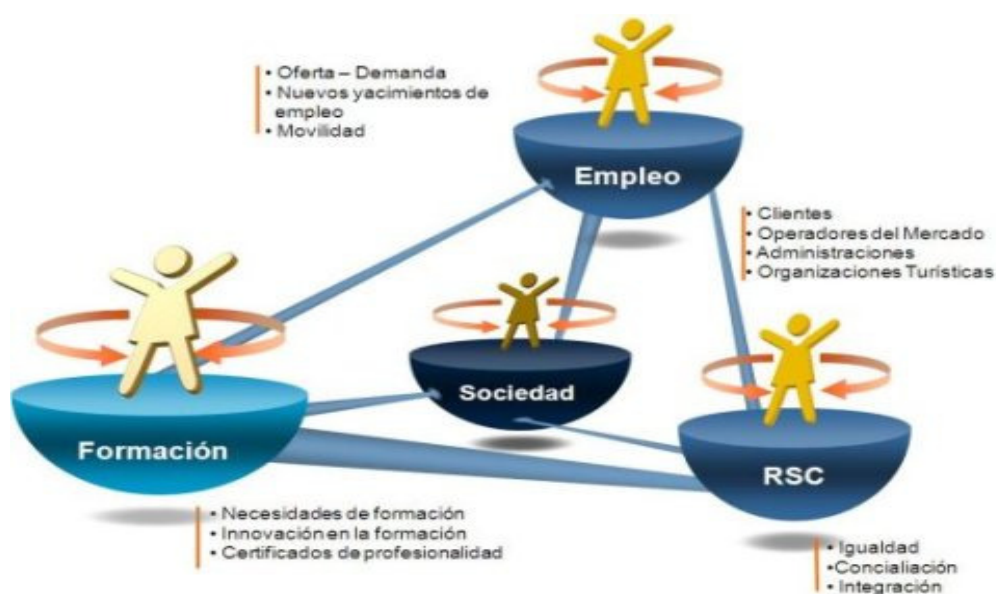 • Oferta – Demanda
• Nuevos yacimientos de
empleo
• Movilidad
Empleo
• Clientes
• Operadores del Mercado
• Administraciones
• Organizaciones Turísticas
Sociedad
Formación
RSC
• Necesidades de formación
• Innovación en la formación
• Certificados de profesionalidad
• Igualdad
• Concialiación
• Integración